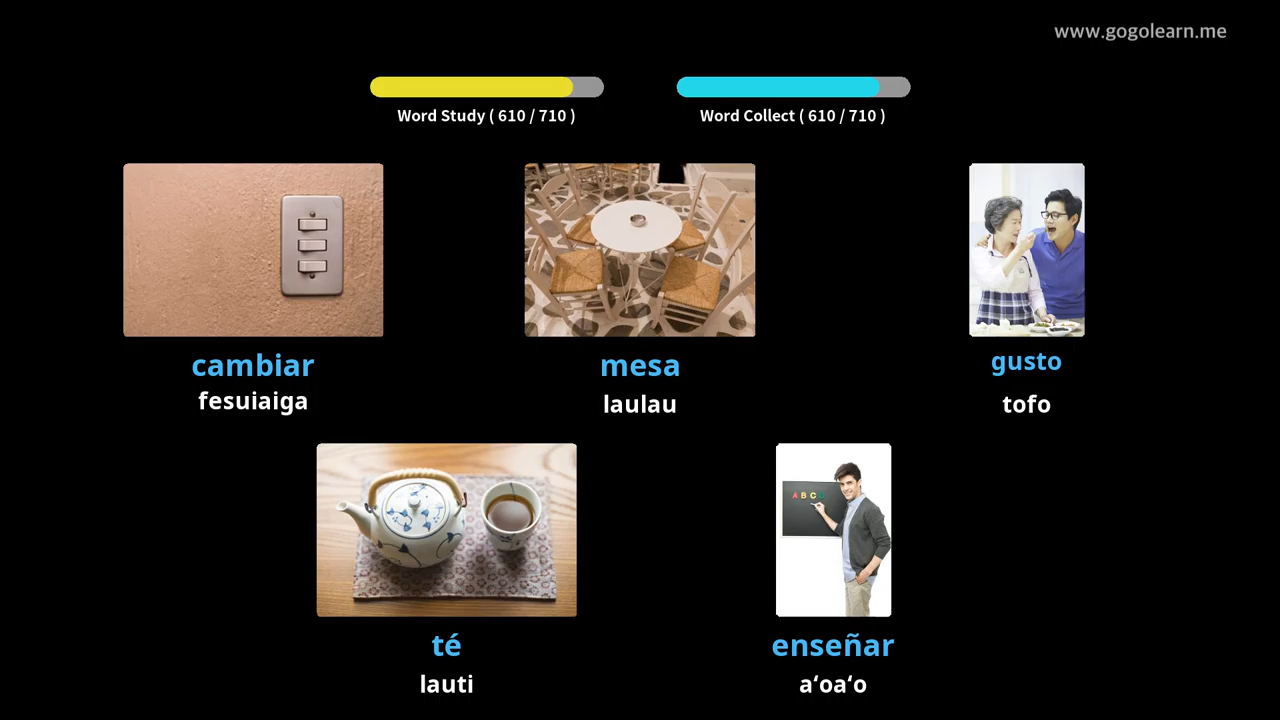 www.gogolearn.me
Word Study ( 610 / 710 )
Word Collect ( 610 / 710 )
cambiar
fesuiaiga
mesa
laulau
gusto
tofo
A B C
té
lauti
enseñar
aʻoaʻo